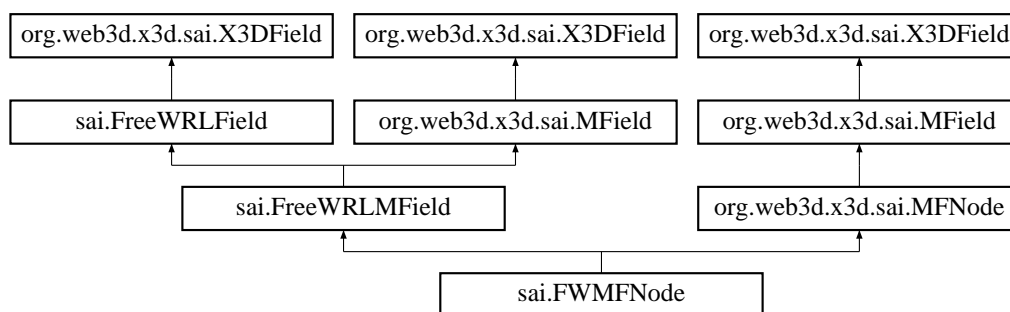 org.web3d.x3d.sai.X3DField org.web3d.x3d.sai.X3DField org.web3d.x3d.sai.X3DField
sai.FreeWRLField org.web3d.x3d.sai.MField org.web3d.x3d.sai.MField
sai.FreeWRLMField org.web3d.x3d.sai.MFNode
sai.FWMFNode